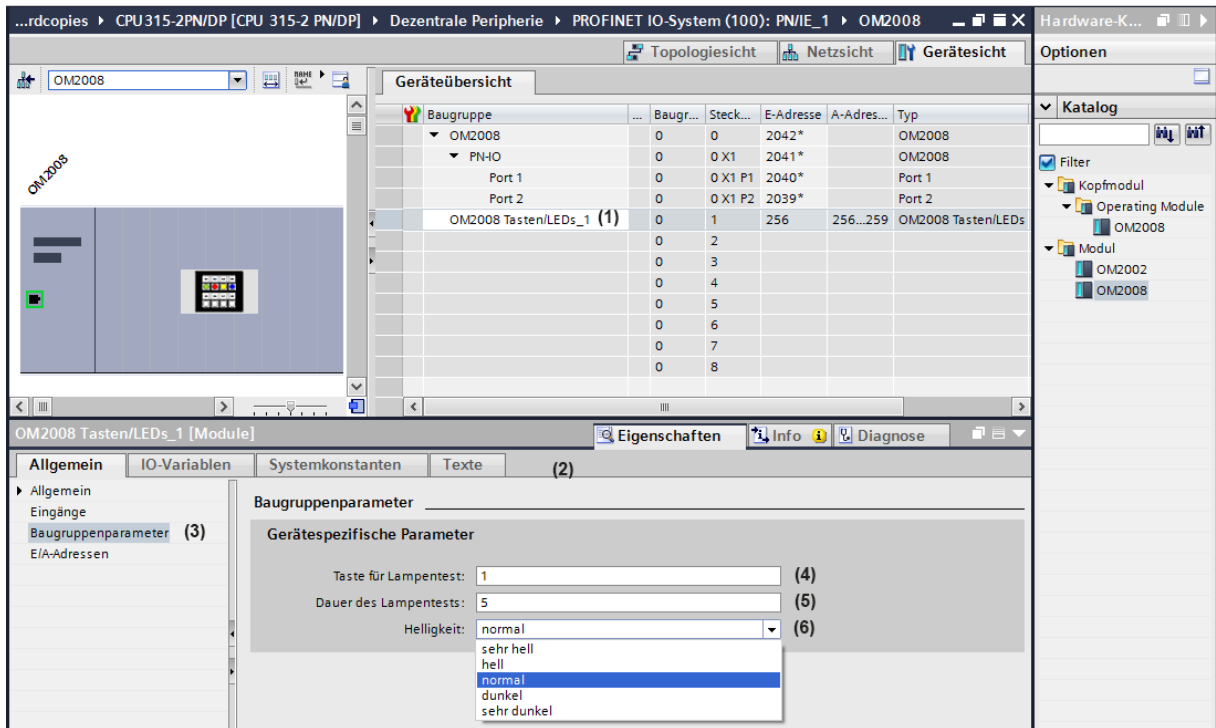 ...rdcopies ▸ CPU315-2PN/DP [CPU 315-2 PN/DP] ▸ Dezentrale Peripherie ▸ PROFINET IO-System (100): PN/IE_1 ▸ OM2008
Hardware-K...
Topologiesicht Netzsicht Gerätesicht
Optionen
OM2008
Geräteübersicht
Baugruppe ... Baugr... Steck... E-Adresse A-Adres... Typ
OM2008 0 0 2042* OM2008
PN-IO 0 0 X1 2041* OM2008
Port 1 0 0 X1 P1 2040* Port 1
Port 2 0 0 X1 P2 2039* Port 2
OM2008 Tasten/LEDs_1 (1) 0 1 256 256...259 OM2008 Tasten/LEDs
0 2
0 3
0 4
0 5
0 6
0 7
0 8
OM2008
Katalog
Filter
Kopfmodul
Operating Module
OM2008
Modul
OM2002
OM2008
OM2008 Tasten/LEDs_1 [Module]
Eigenschaften Info Diagnose
Allgemein IO-Variablen Systemkonstanten Texte (2)
Allgemein
Eingänge
Baugruppenparameter (3)
E/A-Adressen
Baugruppenparameter
Gerätespezifische Parameter
Taste für Lampentest: 1 (4)
Dauer des Lampentests: 5 (5)
Helligkeit: normal (6)
sehr hell
hell
normal
dunkel
sehr dunkel